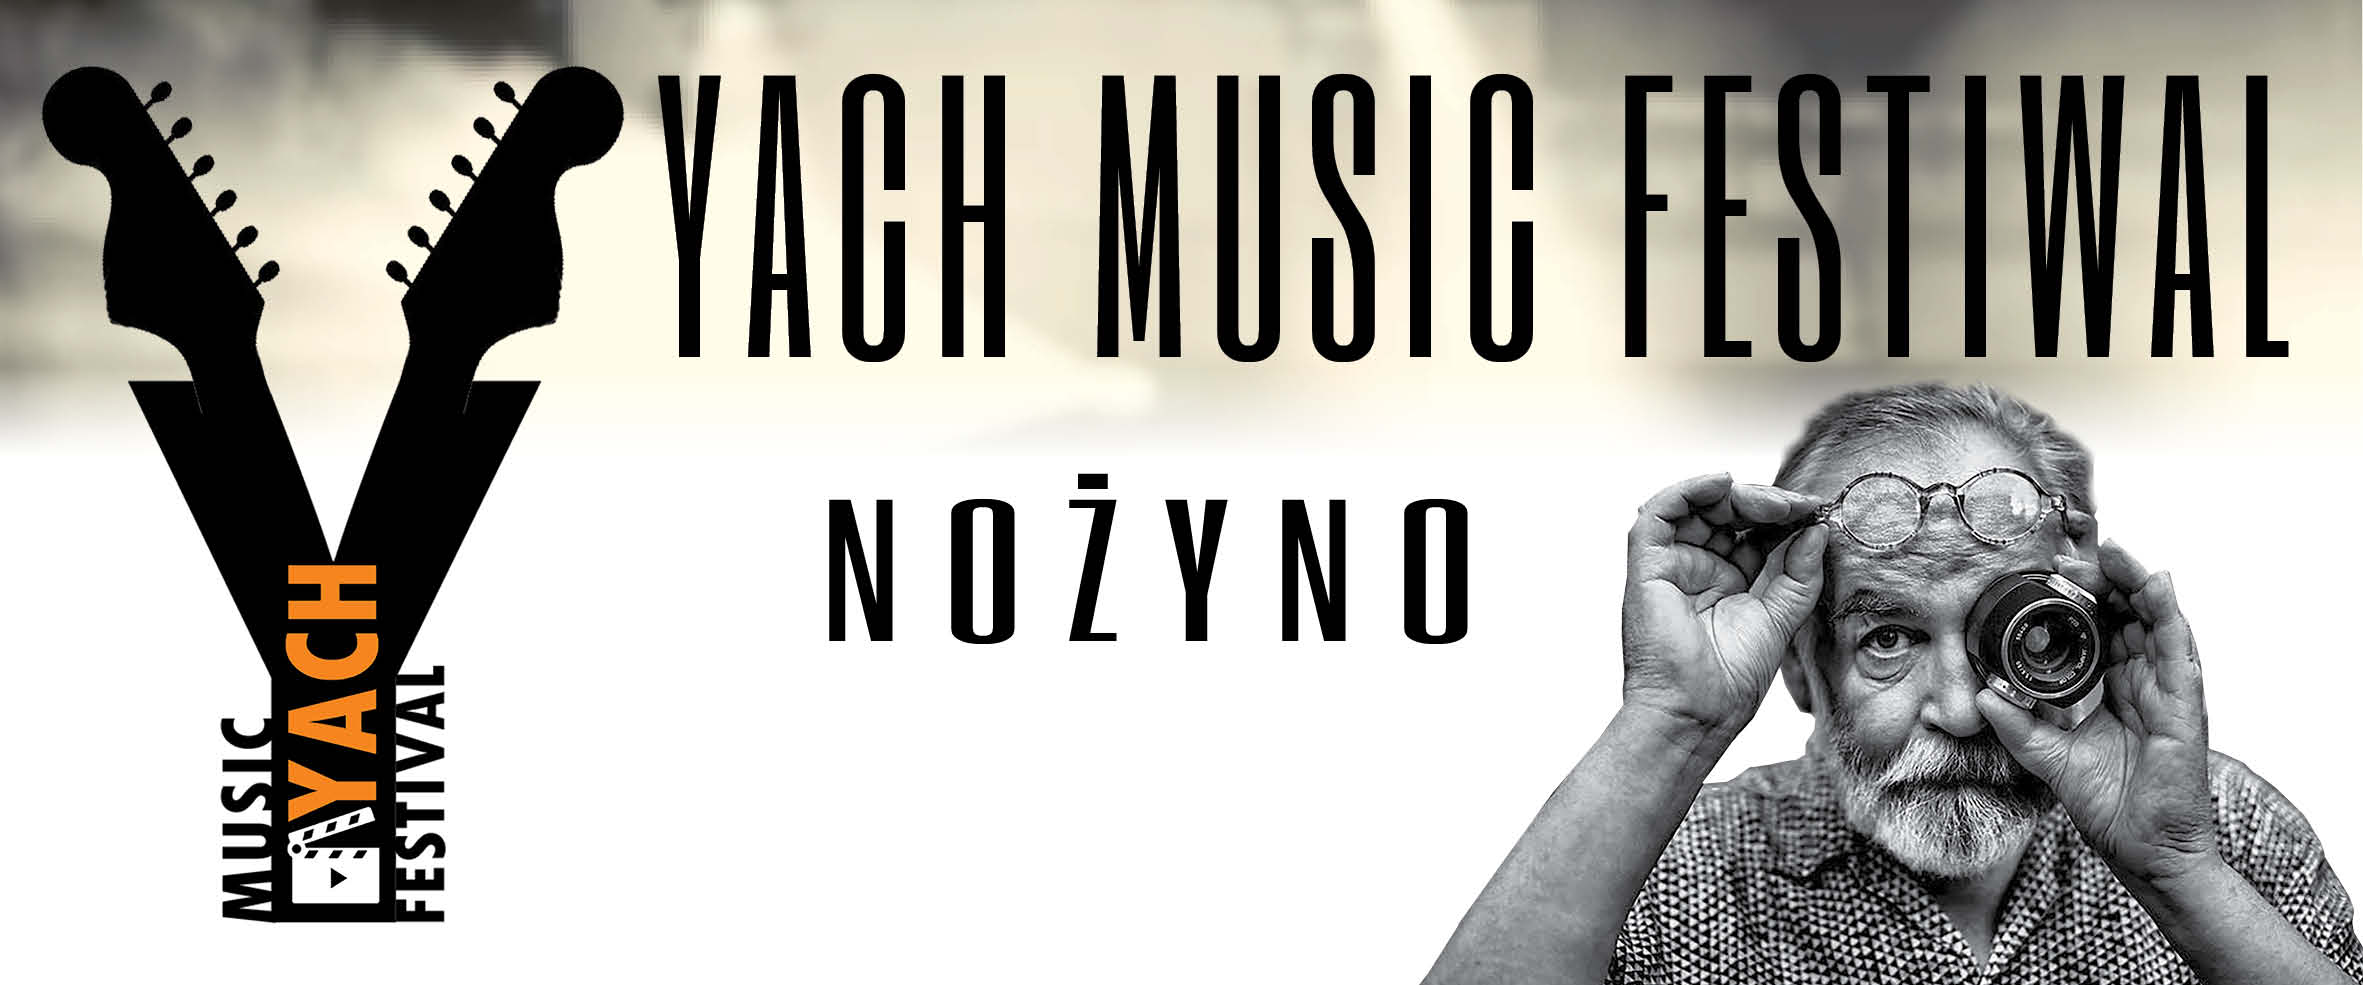 YACH MUSIC FESTIWAL
NOŻYNO
MUSIC
YACH
FESTIVAL